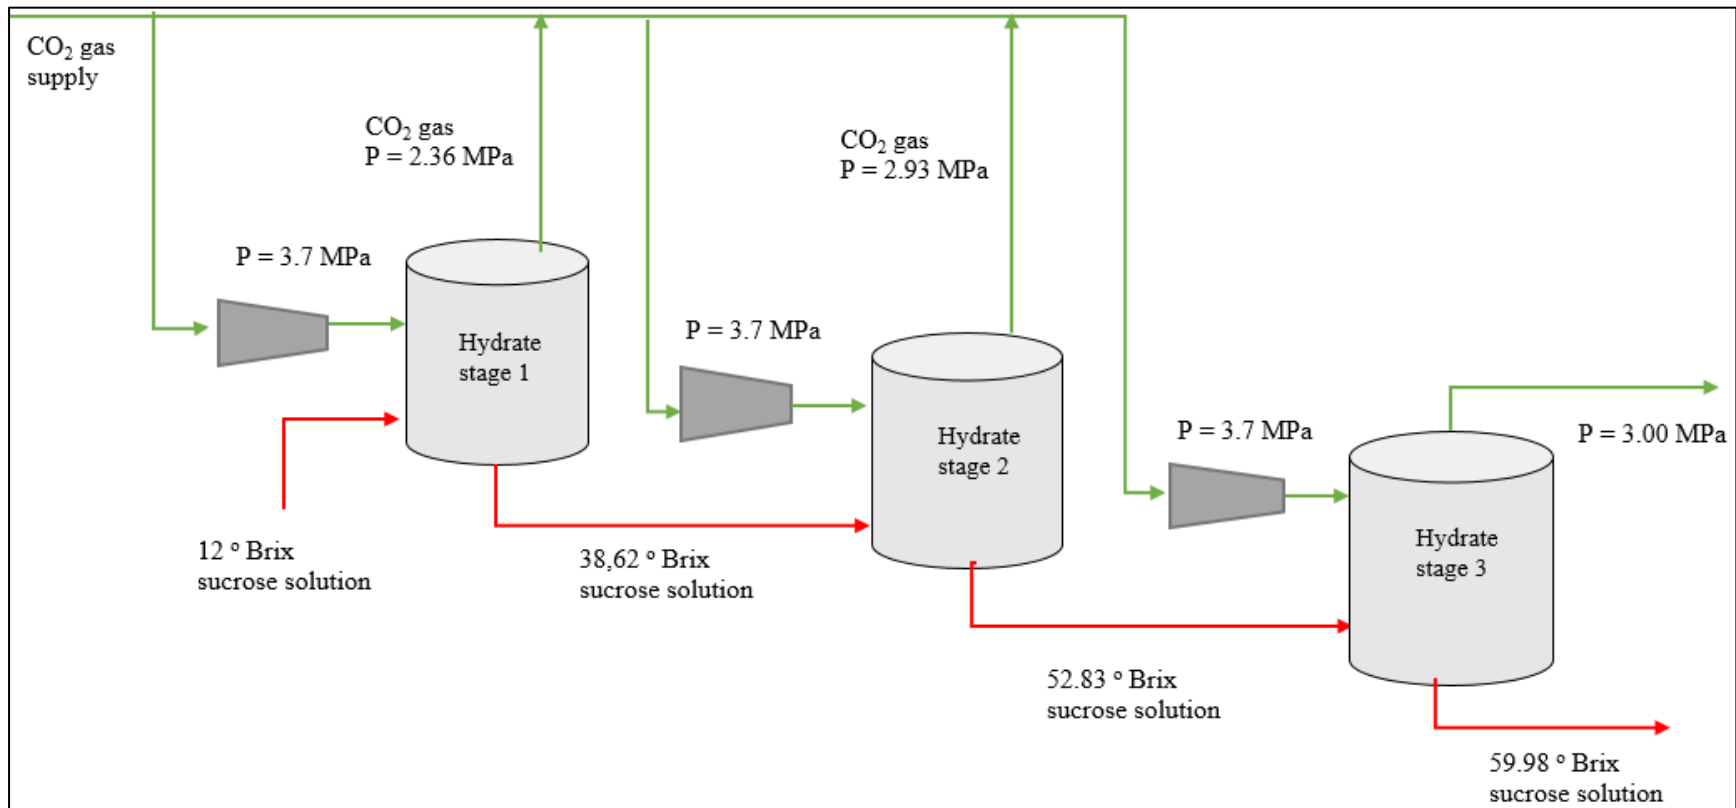 CO₂ gas
supply
CO₂ gas
P = 2.36 MPa
CO₂ gas
P = 2.93 MPa
P = 3.7 MPa
Hydrate
stage 1
P = 3.7 MPa
Hydrate
stage 2
P = 3.7 MPa
P = 3.00 MPa
Hydrate
stage 3
12 º Brix
sucrose solution
38,62 º Brix
sucrose solution
52.83 º Brix
sucrose solution
59.98 º Brix
sucrose solution